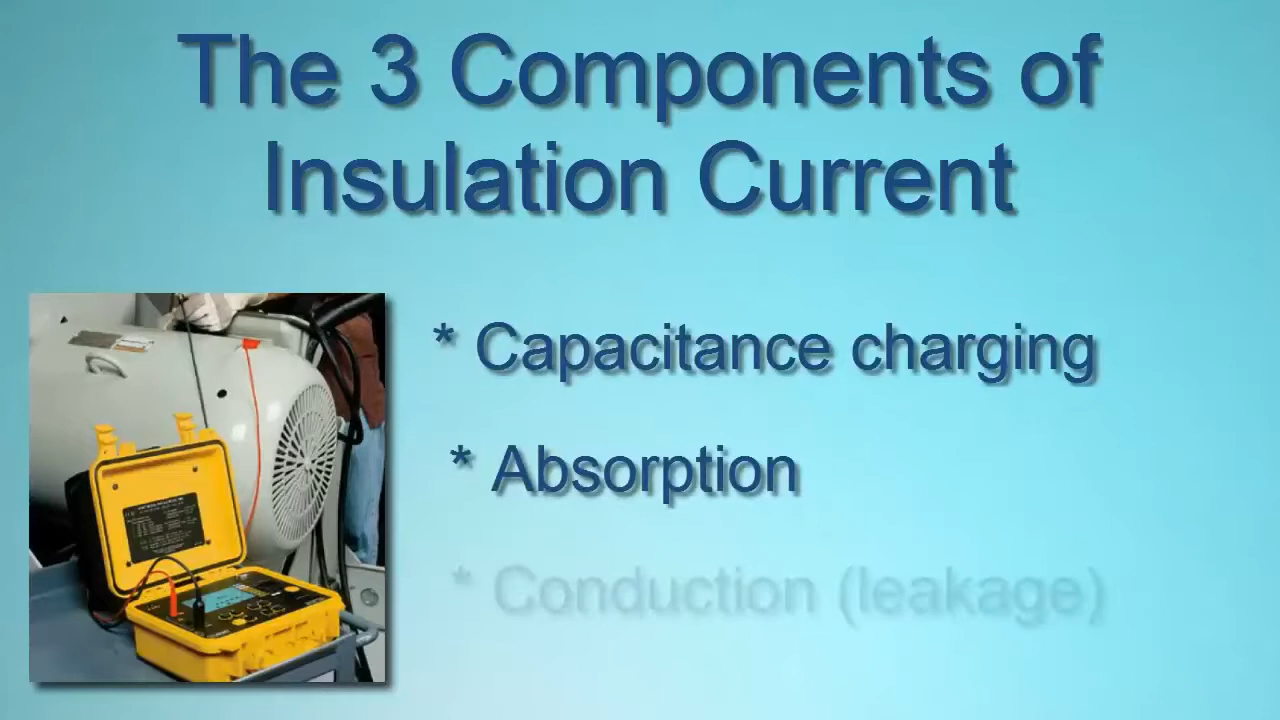 The 3 Components of
Insulation Current
* Capacitance charging
* Absorption
* Conduction (leakage)